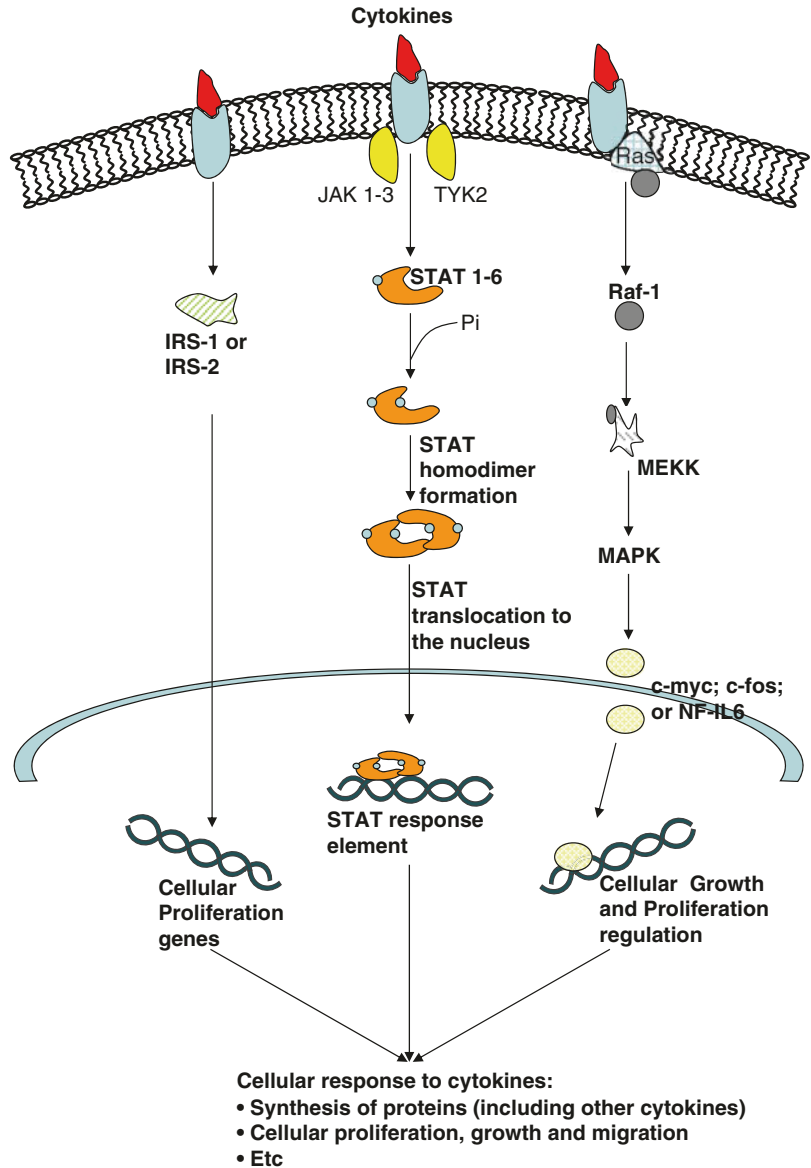 Cytokines
Ras
JAK 1-3
TYK2
STAT 1-6
Raf-1
Pi
IRS-1 or
IRS-2
STAT
homodimer
formation
MEKK
MAPK
STAT
translocation to
the nucleus
c-myc; c-fos;
or NF-IL6
STAT response
element
Cellular
Proliferation
genes
Cellular Growth
and Proliferation
regulation
Cellular response to cytokines:
• Synthesis of proteins (including other cytokines)
• Cellular proliferation, growth and migration
• Etc